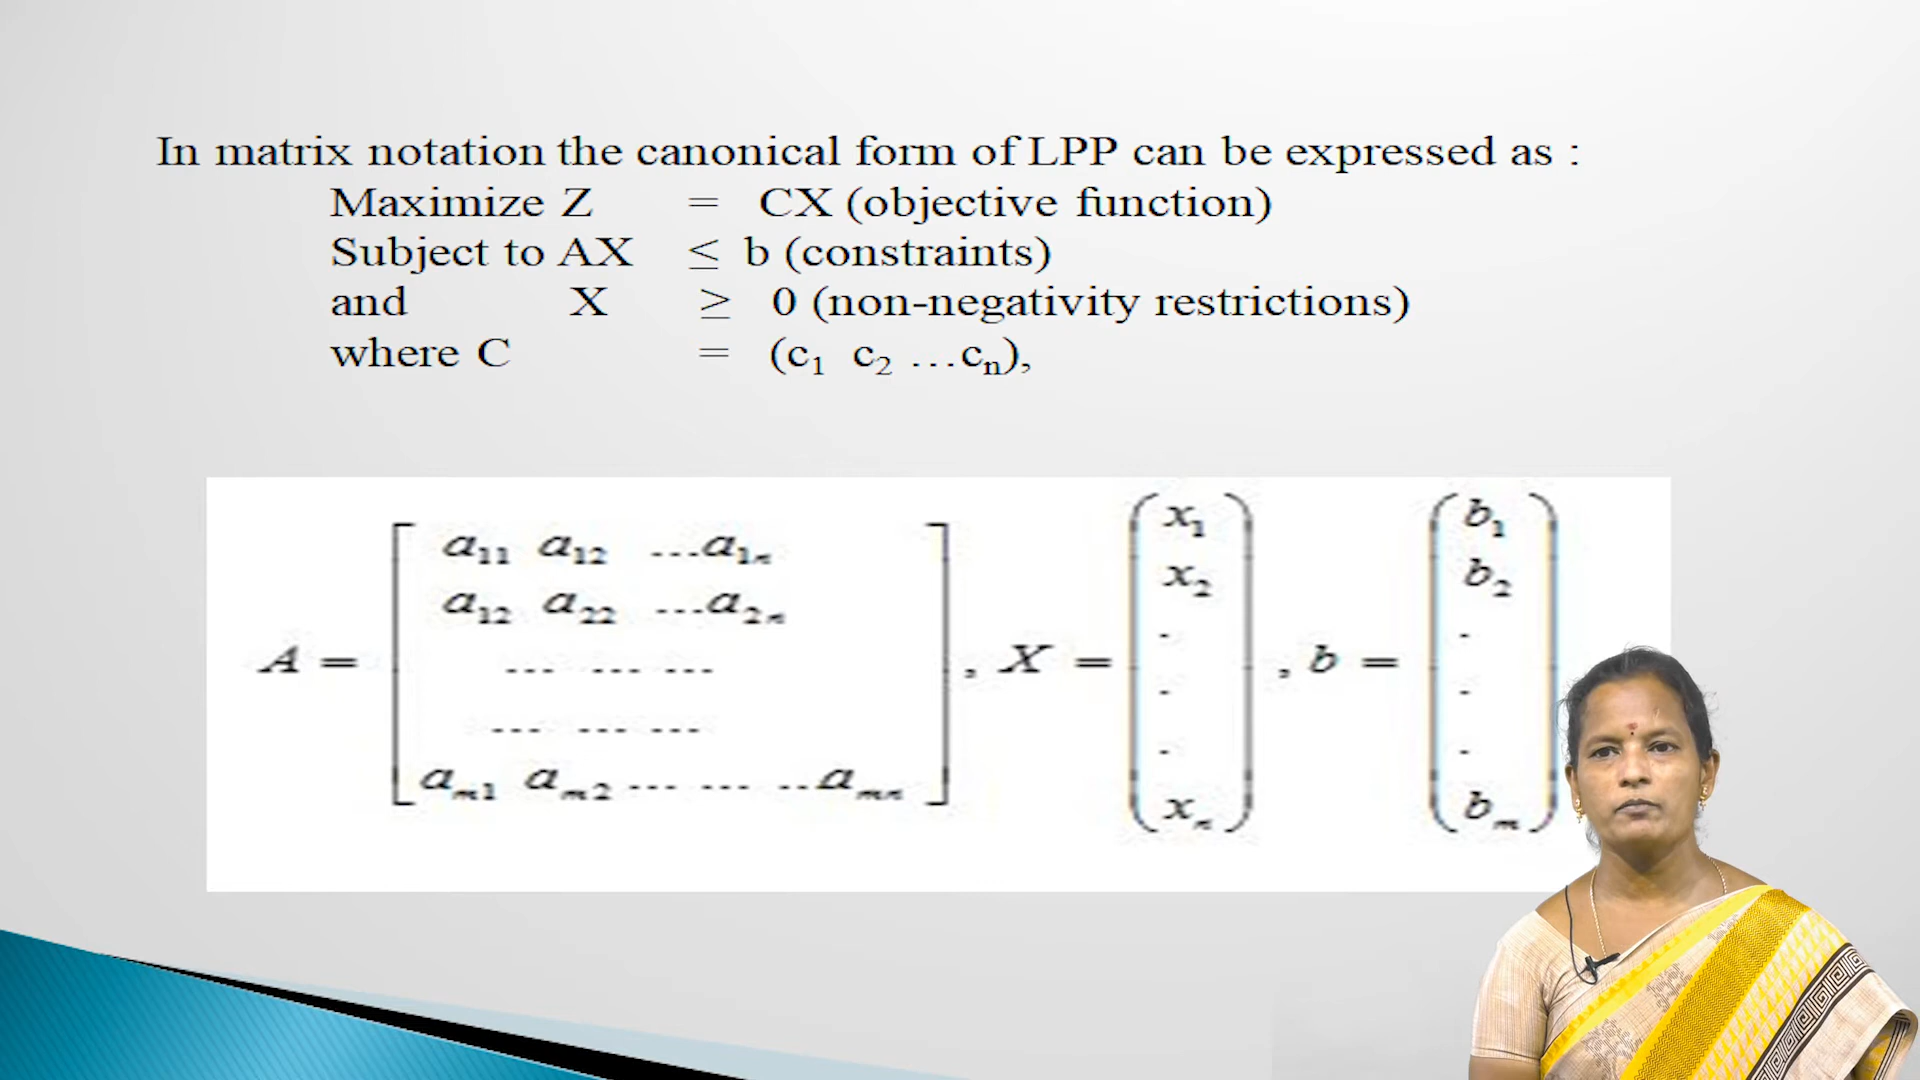 In matrix notation the canonical form of LPP can be expressed as :
Maximize Z = CX (objective function)
Subject to AX ≤ b (constraints)
and X ≥ 0 (non-negativity restrictions)
where C = (c₁ c₂ …cₙ),
A = [ a₁₁ a₁₂ ...a₁ₙ
a₁₂ a₂₂ ...a₂ₙ
... ... ...
... ... ...
aₘ₁ aₘ₂ ... ... ...aₘₙ ]
, X = ( x₁
x₂
.
.
.
xₙ )
, b = ( b₁
b₂
.
.
.
bₘ )